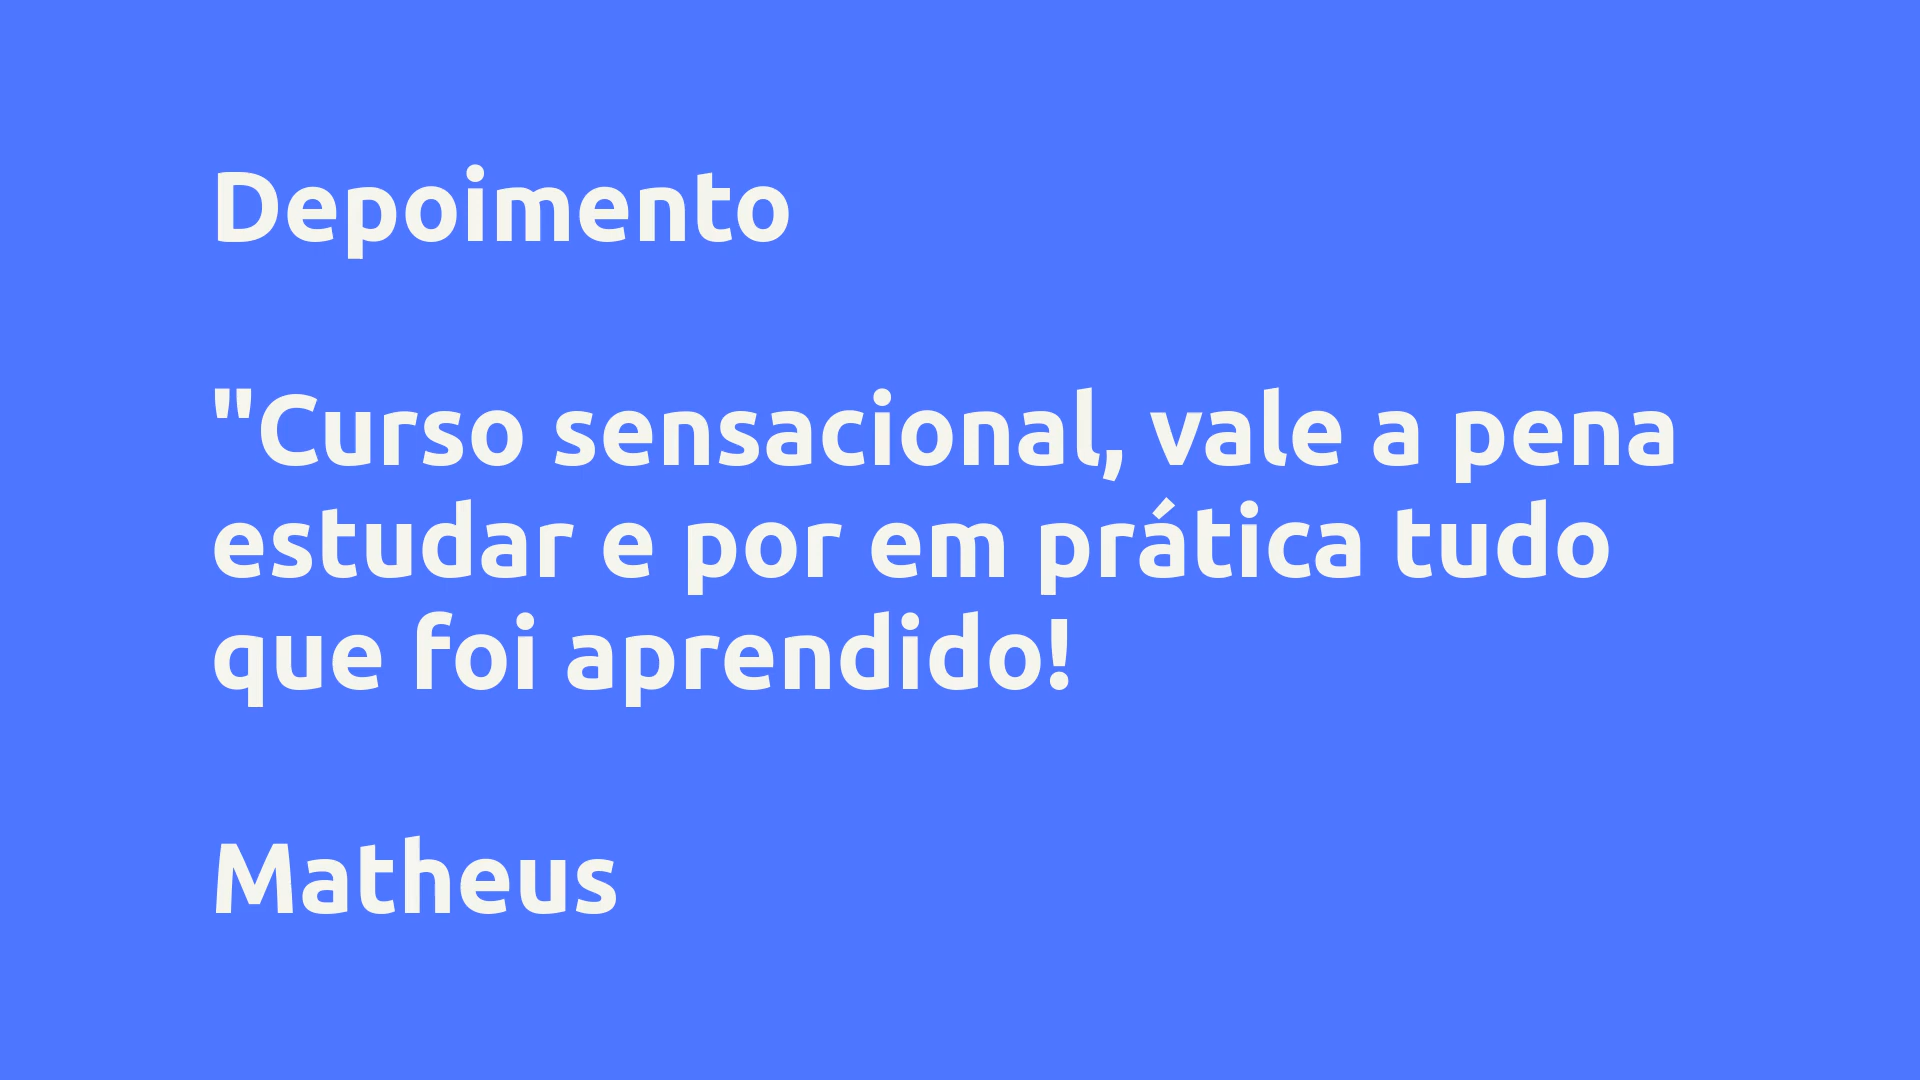 Depoimento
"Curso sensacional, vale a pena
estudar e por em prática tudo
que foi aprendido!
Matheus